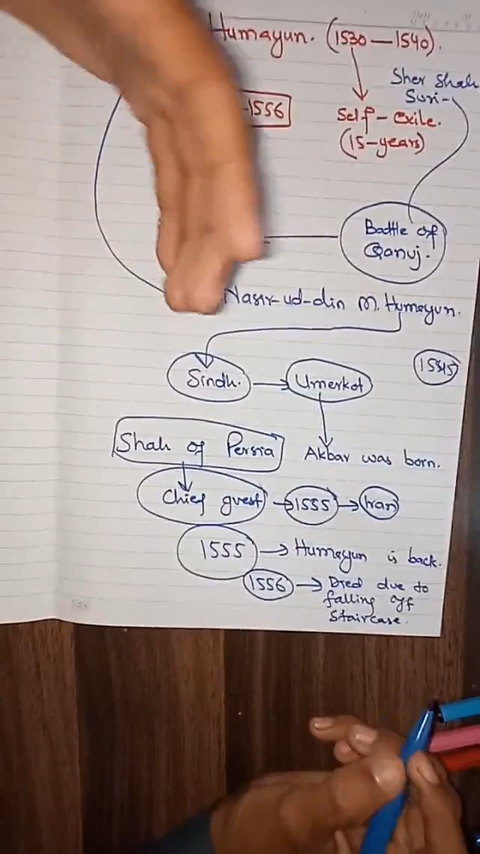 Humayun. (1530-1540).
Sher Shah
Suri-
-1556
Self-exile.
(15-years)
Battle of
Qanuj.
Nasir-ud-din M. Humayun.
1545
Sindh. → Umerkot
Shah of Persia
Akbar was born.
Chief guest → 1555 → Iran
1555 → Humayun is back.
1556 → Died due to
falling off
staircase.